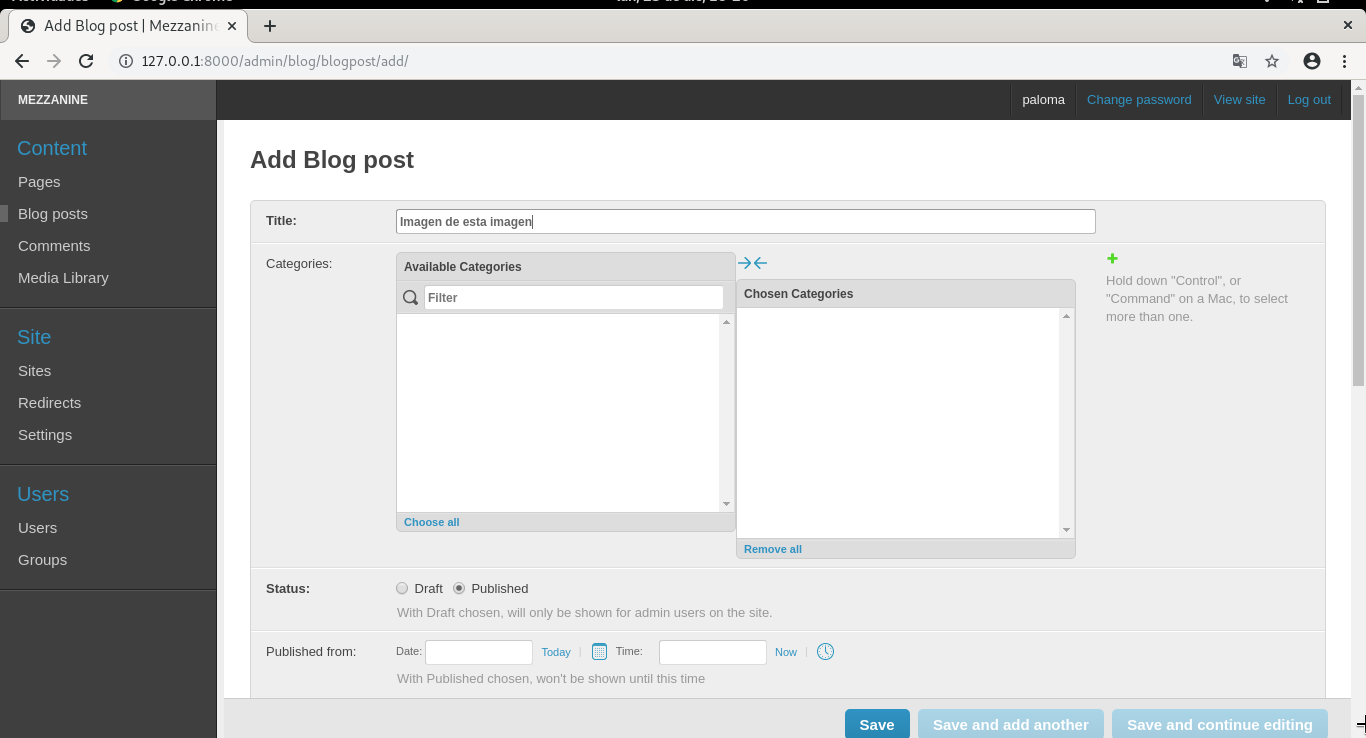 Add Blog post | Mezzanine
127.0.0.1:8000/admin/blog/blogpost/add/
MEZZANINE
paloma
Change password
View site
Log out
Content
Pages
Blog posts
Comments
Media Library
Site
Sites
Redirects
Settings
Users
Users
Groups
Add Blog post
Title:
Imagen de esta imagen
Categories:
Available Categories
Filter
Choose all
Chosen Categories
Remove all
Hold down "Control", or
"Command" on a Mac, to select
more than one.
Status:
Draft
Published
With Draft chosen, will only be shown for admin users on the site.
Published from:
Date:
Today
Time:
Now
With Published chosen, won't be shown until this time
Save
Save and add another
Save and continue editing